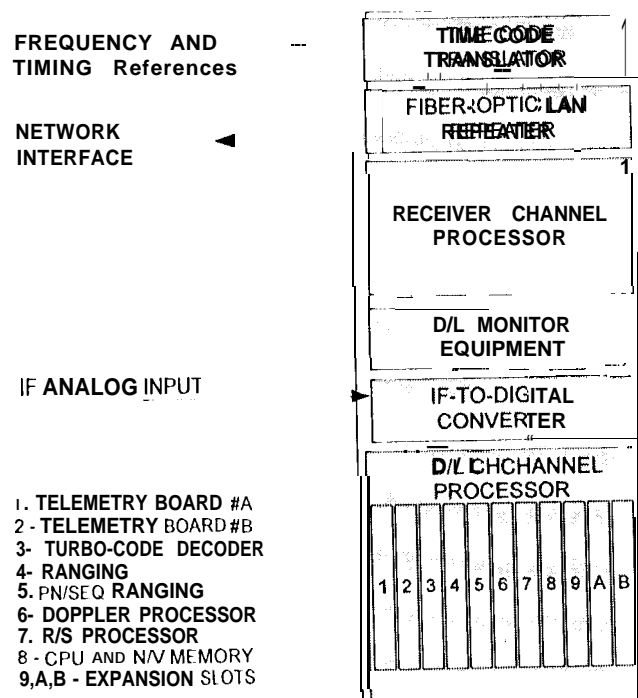 FREQUENCY AND
TIMING References
TIME CODE
TRANSLATOR
FIBER-OPTIC LAN
REPEATER
NETWORK
INTERFACE
RECEIVER CHANNEL
PROCESSOR
D/L MONITOR
EQUIPMENT
IF ANALOG INPUT
IF-TO-DIGITAL
CONVERTER
D/L CHANNEL
PROCESSOR
1. TELEMETRY BOARD #A
2 - TELEMETRY BOARD #B
3- TURBO-CODE DECODER
4- RANGING
5. PN/SEQ RANGING
6- DOPPLER PROCESSOR
7. R/S PROCESSOR
8 - CPU AND N/V MEMORY
9,A,B - EXPANSION SLOTS
1 2 3 4 5 6 7 8 9 A B